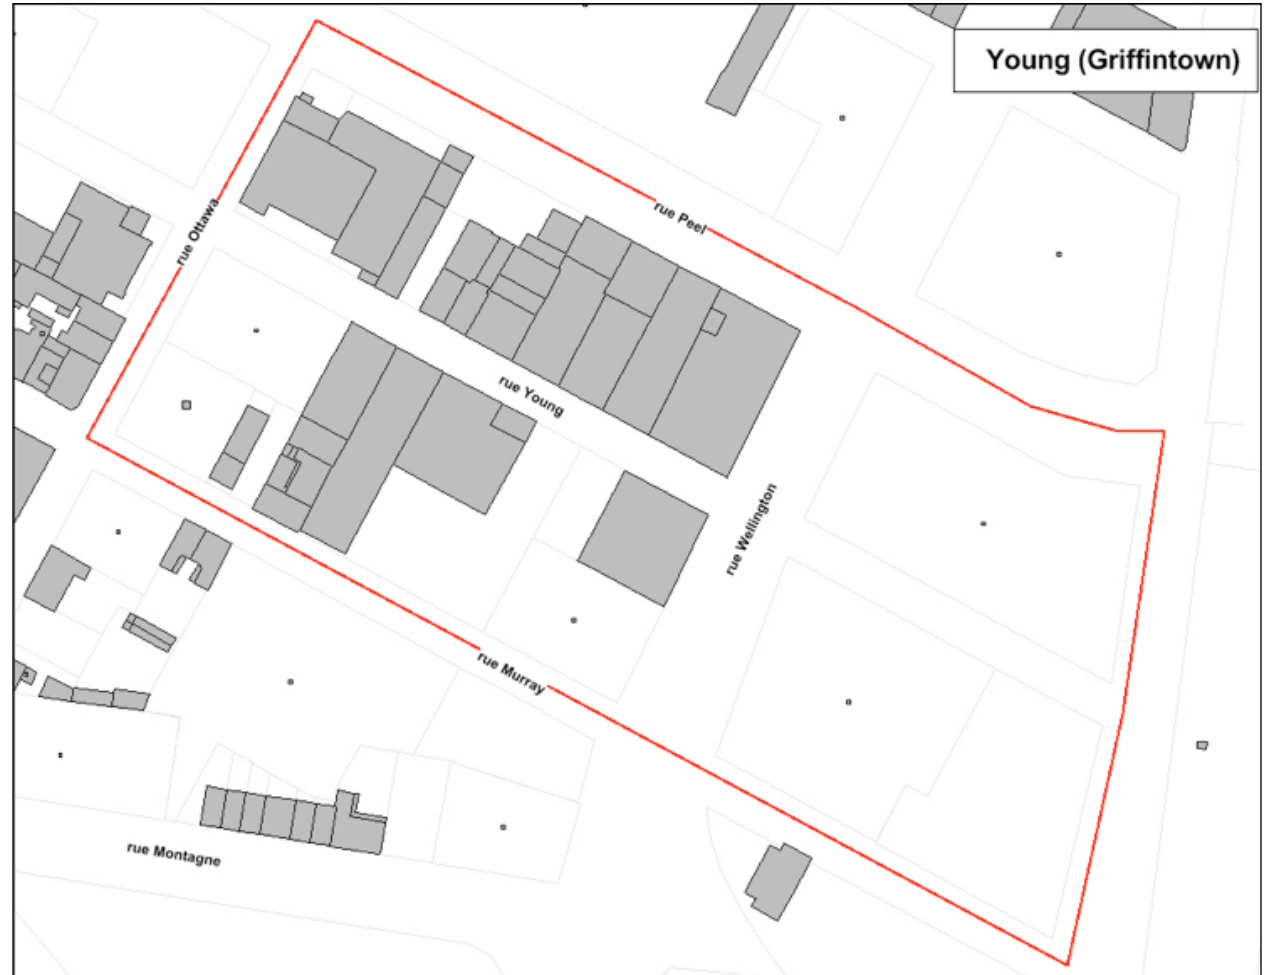 Young (Griffintown)
rue Peel
rue Ottawa
rue Young
rue Wellington
rue Murray
rue Montagne